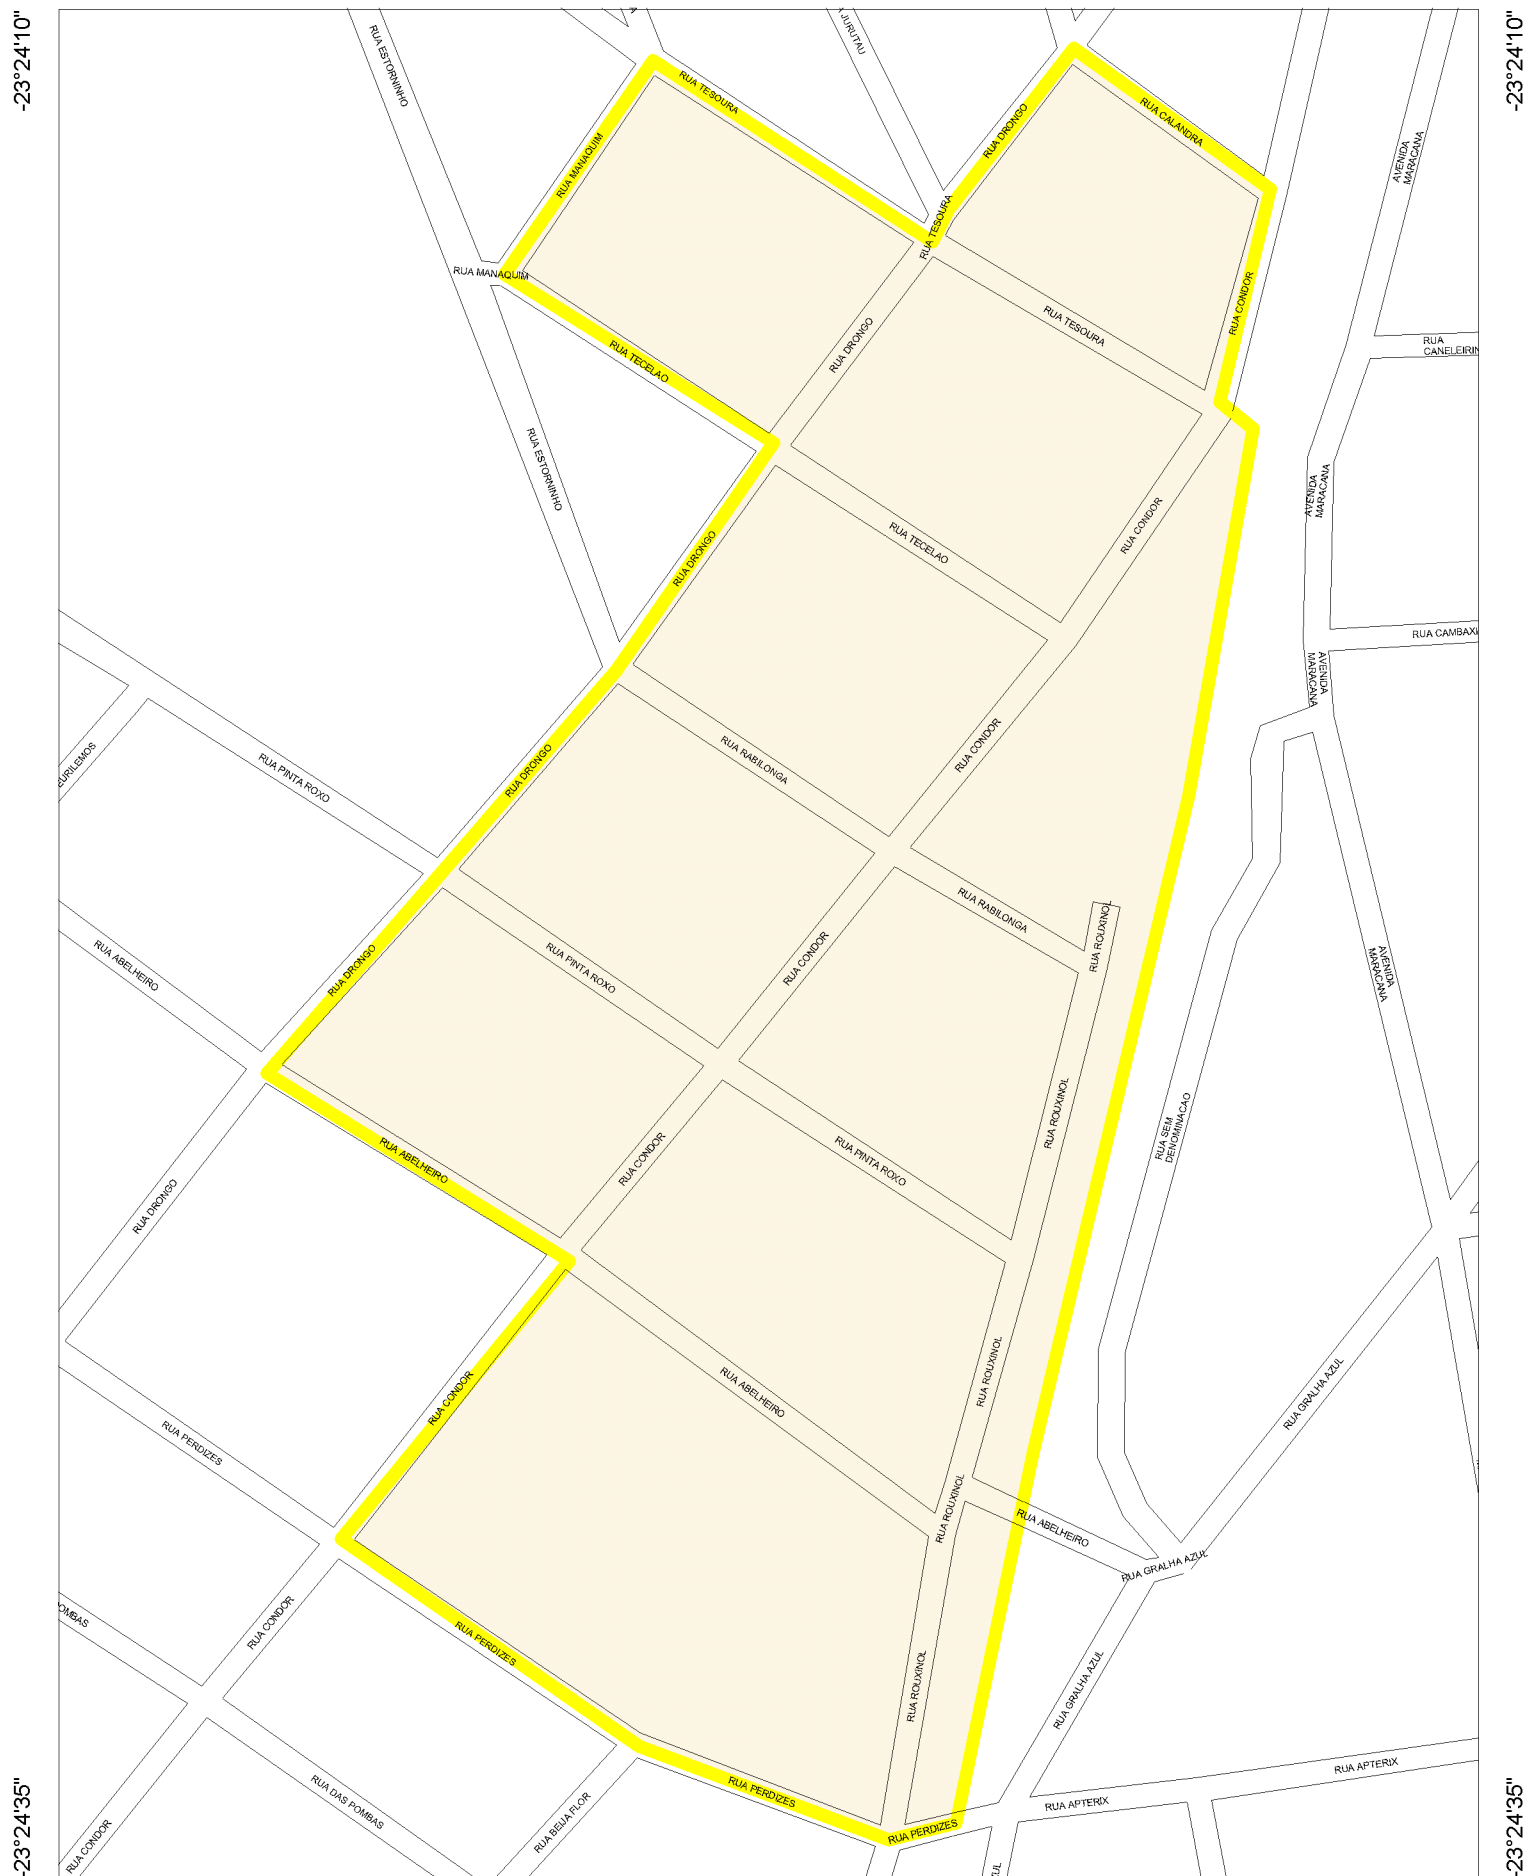 -23°24'10"
-23°24'10"
RUA ESTORNINHO
JURUTAU
RUA TESOURA
RUA DRONGO
RUA CALANDRA
AVENIDA
MARACANA
RUA MANAQUIM
RUA TESOURA
RUA MANAQUIM
RUA CONDOR
RUA TESOURA
RUA DRONGO
RUA
CANELEIRIN
RUA TECELAO
RUA ESTORNINHO
AVENIDA
MARACANA
RUA TECELAO
RUA CONDOR
RUA DRONGO
RUA CAMBAXI
AVENIDA
MARACANA
RUA RABILONGA
RUA CONDOR
EURILEMOS
RUA PINTA ROXO
RUA DRONGO
RUA RABILONGA
RUA ROUXINOL
RUA ABELHEIRO
RUA DRONGO
RUA PINTA ROXO
RUA CONDOR
AVENIDA
MARACANA
RUA ROUXINOL
RUA SEM
DENOMINACAO
RUA ABELHEIRO
RUA CONDOR
RUA PINTA ROXO
RUA DRONGO
RUA CONDOR
RUA ABELHEIRO
RUA ROUXINOL
RUA GRALHA AZUL
RUA PERDIZES
RUA ROUXINOL
RUA ABELHEIRO
RUA GRALHA AZUL
OMBAS
RUA CONDOR
RUA PERDIZES
RUA ROUXINOL
RUA GRALHA AZUL
RUA DAS POMBAS
RUA PERDIZES
RUA APTERIX
RUA APTERIX
RUA CONDOR
RUA BEIJA FLOR
RUA PERDIZES
UL
-23°24'35"
-23°24'35"